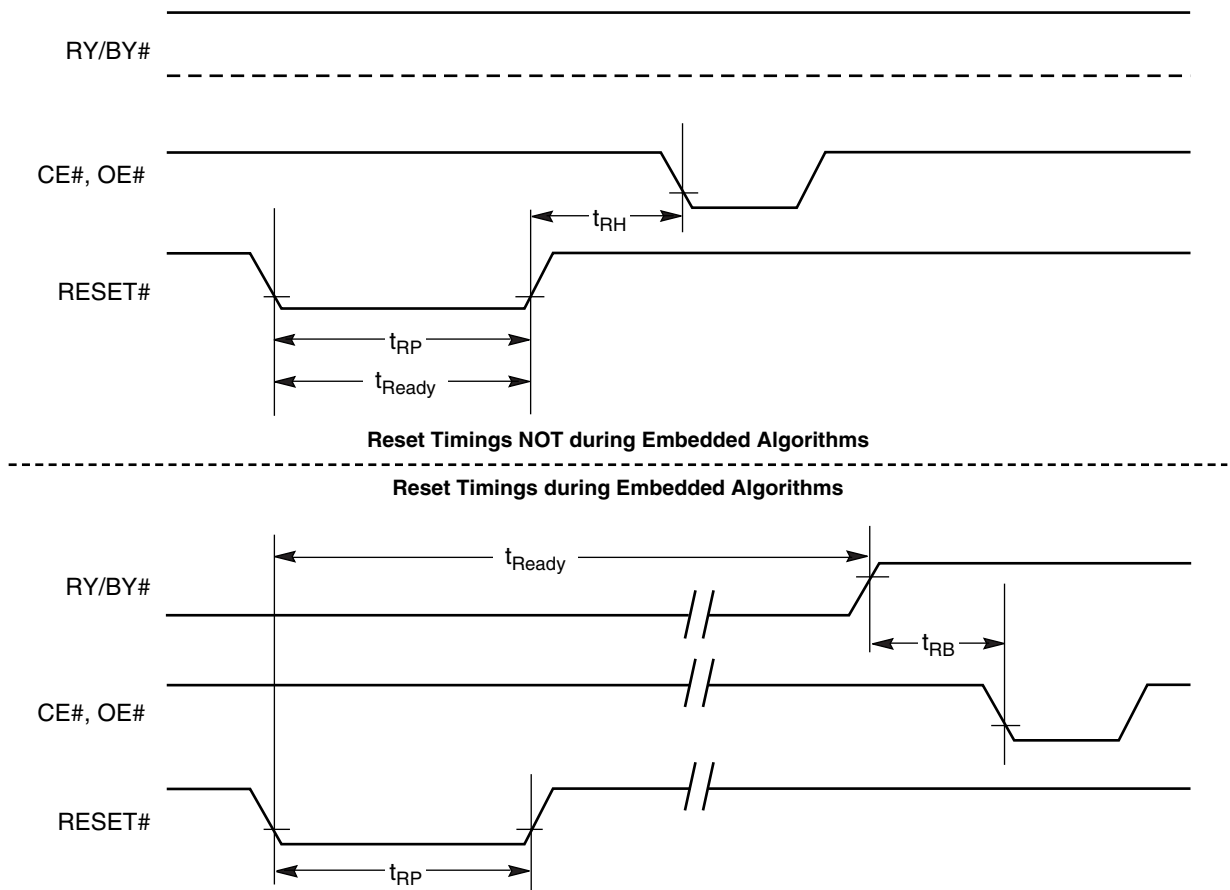 RY/BY#
CE#, OE#
tRH
RESET#
tRP
tReady
Reset Timings NOT during Embedded Algorithms
Reset Timings during Embedded Algorithms
tReady
RY/BY#
tRB
CE#, OE#
RESET#
tRP